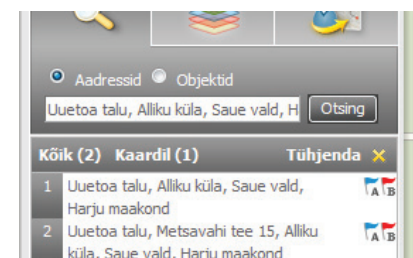 Aadressid Objektid
Uuetoa talu, Alliku küla, Saue vald, H Otsing
Kõik (2) Kaardil (1) Tühjenda ×
1 Uuetoa talu, Alliku küla, Saue vald, A B
Harju maakond
2 Uuetoa talu, Metsavahi tee 15, Alliku A B
küla, Saue vald, Harju maakond